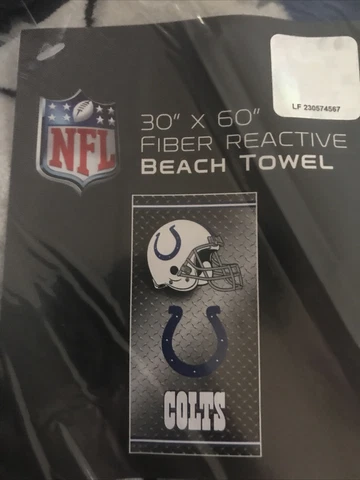 LF 230574567
NFL
30" X 60"
FIBER REACTIVE
BEACH TOWEL
COLTS